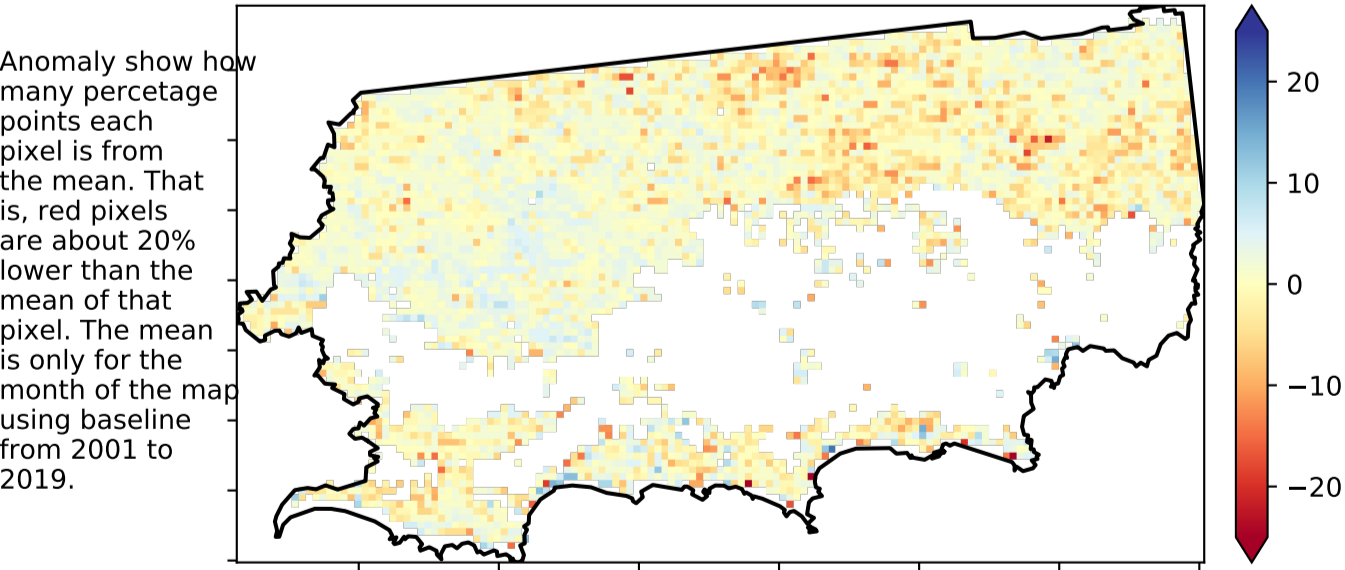 Anomaly show how
many percetage
points each
pixel is from
the mean. That
is, red pixels
are about 20%
lower than the
mean of that
pixel. The mean
is only for the
month of the map
using baseline
from 2001 to
2019.
20
10
0
−10
−20